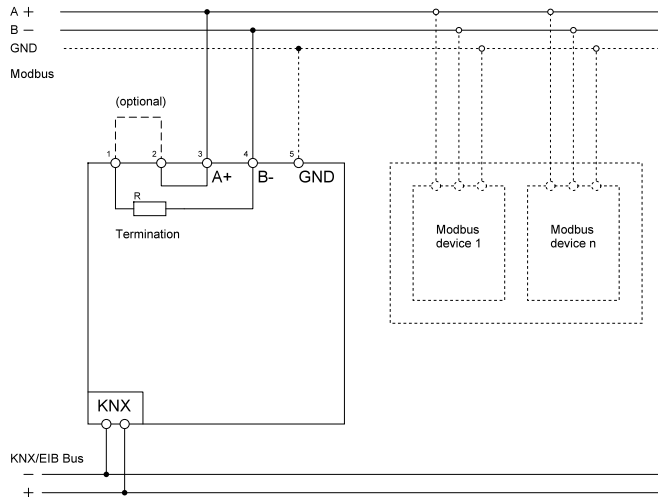 A +
B −
GND
Modbus
(optional)
1 2 3 4 5
A+ B- GND
R
Termination
Modbus
device 1
Modbus
device n
KNX
KNX/EIB Bus
−
+